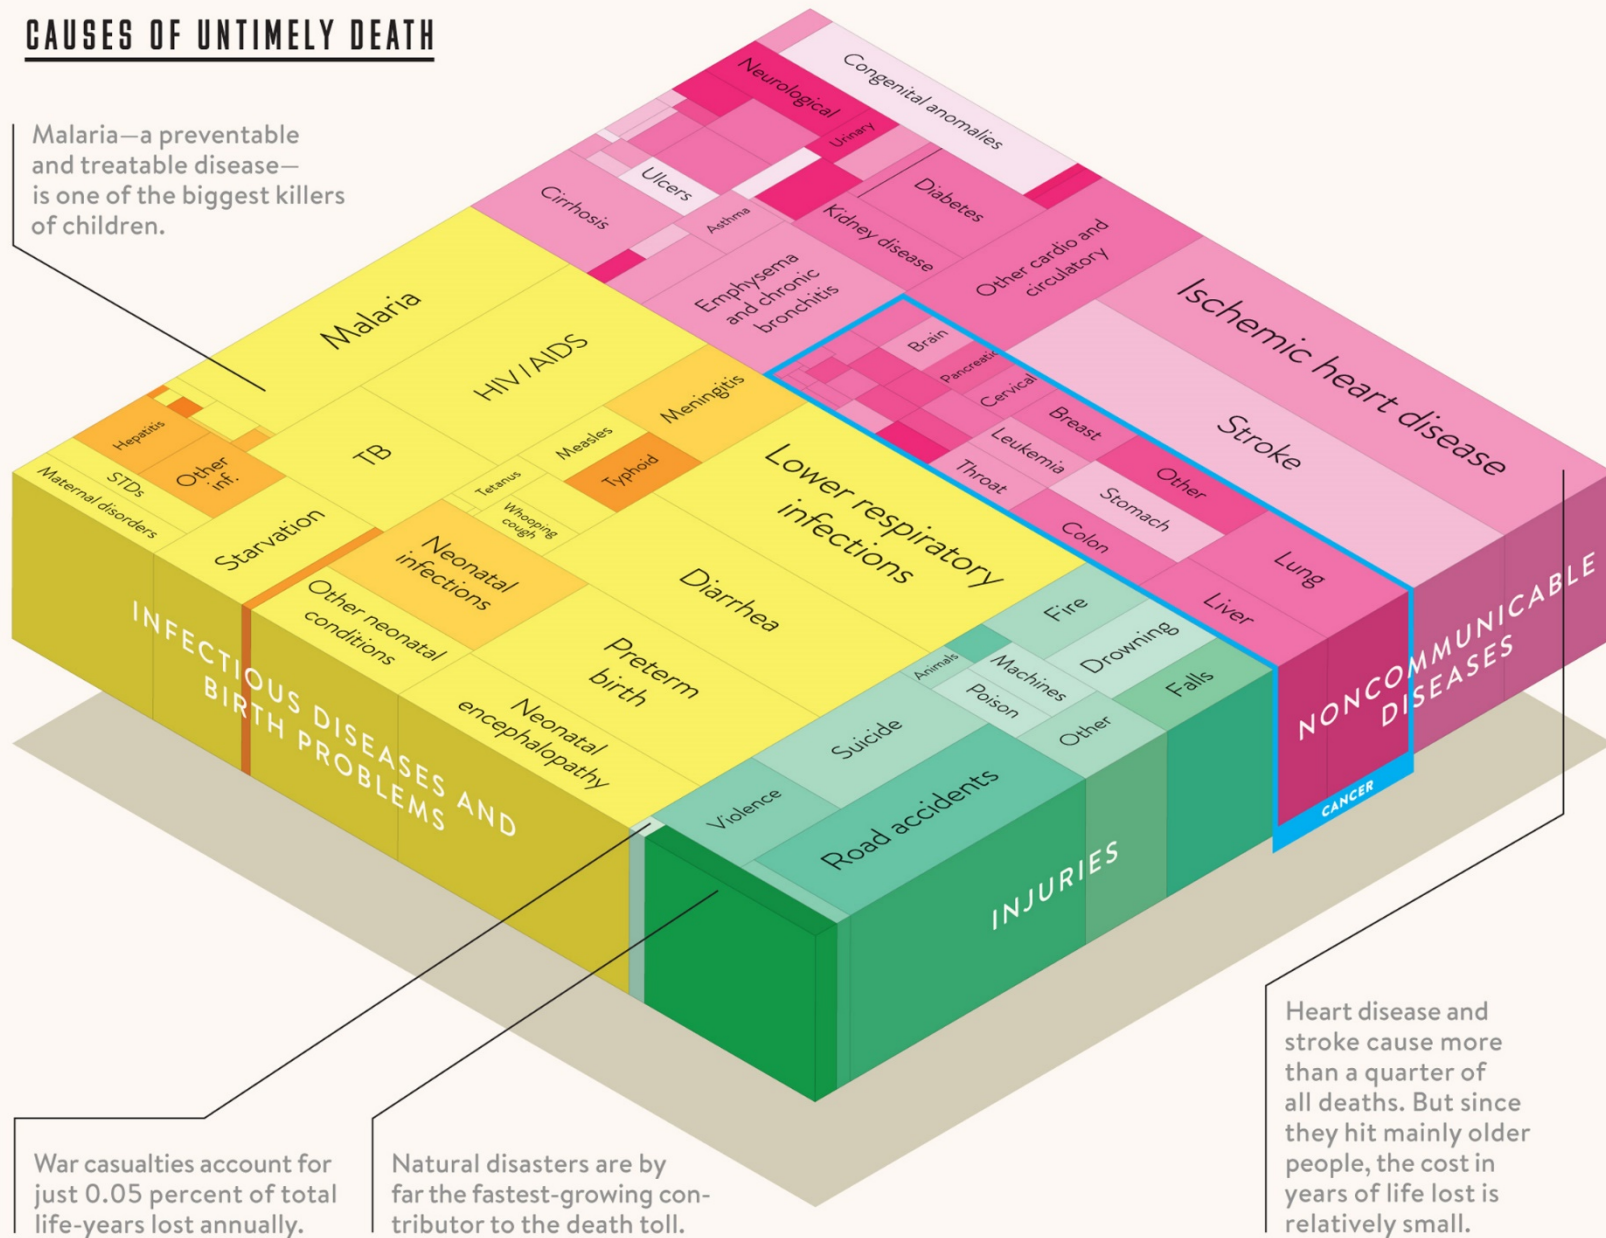 CAUSES OF UNTIMELY DEATH
Malaria—a preventable
and treatable disease—
is one of the biggest killers
of children.
Congenital anomalies
Neurological
Urinary
Ulcers
Cirrhosis
Asthma
Diabetes
Kidney disease
Emphysema
and chronic
bronchitis
Other cardio and
circulatory
Ischemic heart disease
Stroke
Brain
Pancreatic
Cervical
Breast
Leukemia
Throat
Other
Stomach
Colon
Lung
Liver
Malaria
HIV/AIDS
Meningitis
Measles
Typhoid
TB
Tetanus
Whooping
cough
Hepatitis
Other
inf.
STDs
Maternal disorders
Starvation
Lower respiratory
infections
Diarrhea
Neonatal
infections
Other neonatal
conditions
Preterm
birth
Neonatal
encephalopathy
Fire
Drowning
Animals
Machines
Poison
Falls
Other
Suicide
Violence
Road accidents
INFECTIOUS DISEASES AND
BIRTH PROBLEMS
INJURIES
NONCOMMUNICABLE
DISEASES
CANCER
War casualties account for
just 0.05 percent of total
life-years lost annually.
Natural disasters are by
far the fastest-growing con-
tributor to the death toll.
Heart disease and
stroke cause more
than a quarter of
all deaths. But since
they hit mainly older
people, the cost in
years of life lost is
relatively small.